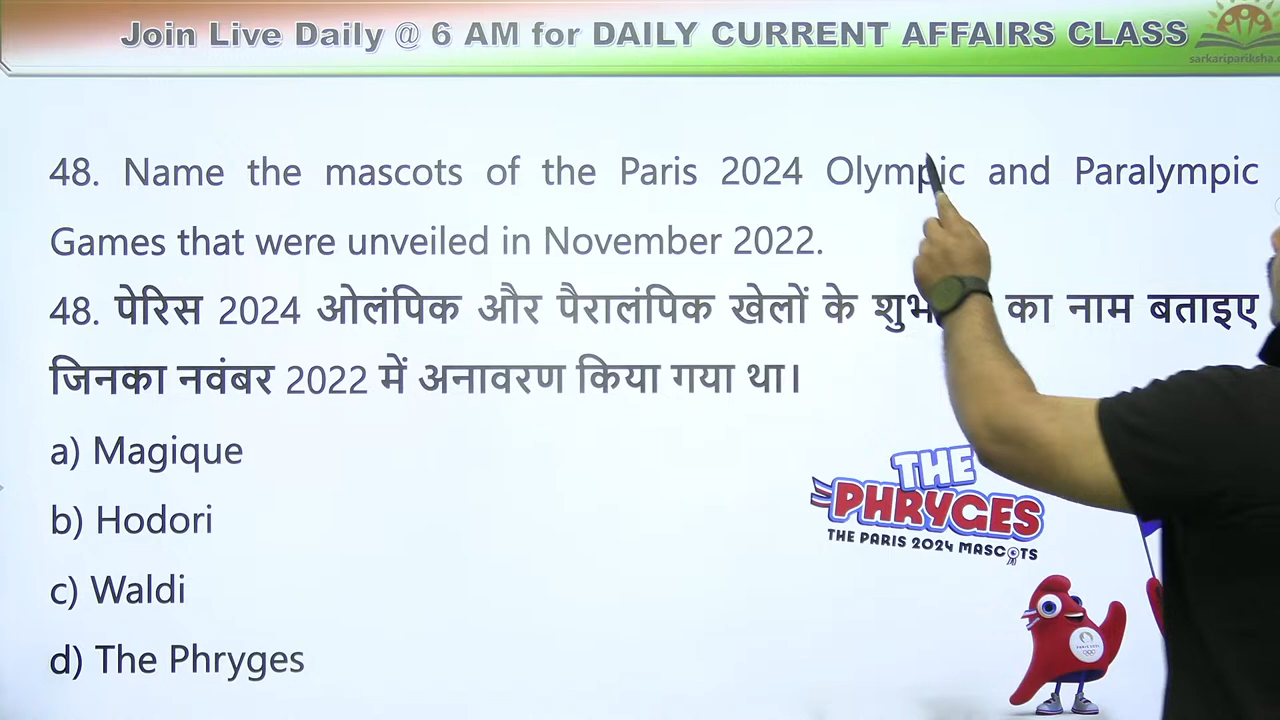 Join Live Daily @ 6 AM for DAILY CURRENT AFFAIRS CLASS
48. Name the mascots of the Paris 2024 Olympic and Paralympic
Games that were unveiled in November 2022.
48. पेरिस 2024 ओलंपिक और पैरालंपिक खेलों के का नाम बताइए
जिनका नवंबर 2022 में अनावरण किया गया था।
a) Magique
b) Hodori
c) Waldi
d) The Phryges
THE
PHRYGES
THE PARIS 2024 MASCOTS